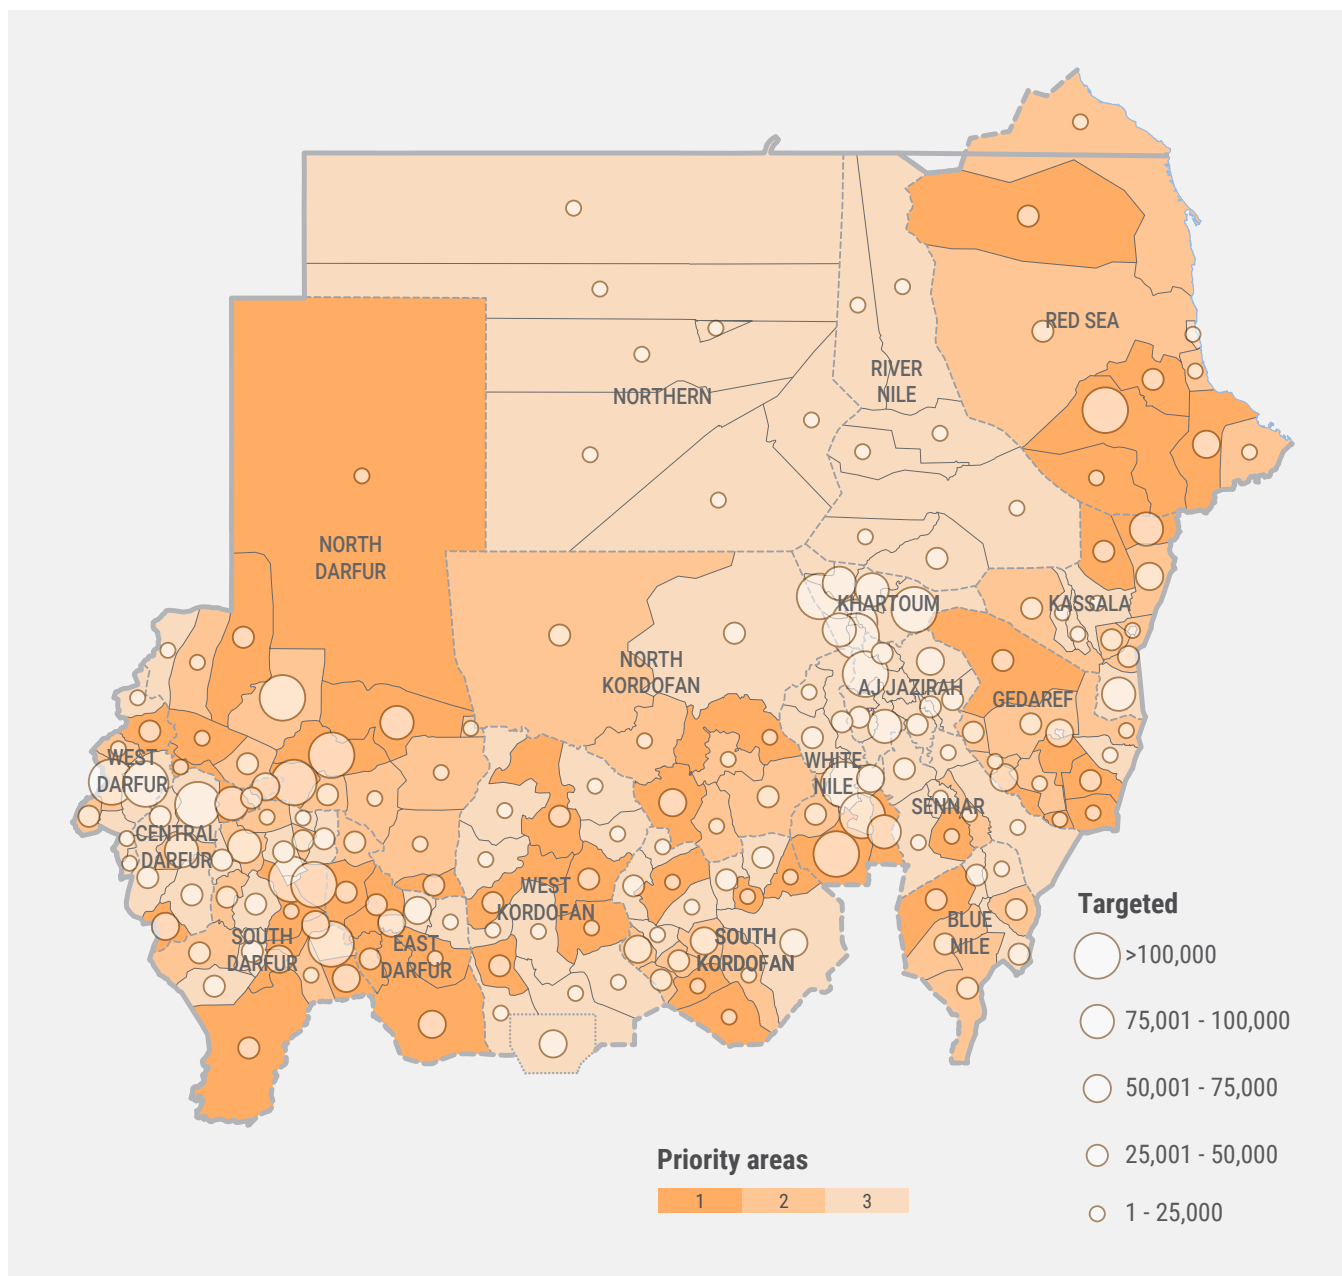 RED SEA
RIVER
NILE
NORTHERN
NORTH
DARFUR
KHARTOUM
KASSALA
NORTH
KORDOFAN
AJ JAZIRAH
GEDAREF
WEST
DARFUR
WHITE
NILE
SENNAR
CENTRAL
DARFUR
WEST
KORDOFAN
BLUE
NILE
SOUTH
DARFUR
EAST
DARFUR
SOUTH
KORDOFAN
Targeted
>100,000
75,001 - 100,000
50,001 - 75,000
25,001 - 50,000
1 - 25,000
Priority areas
1 2 3